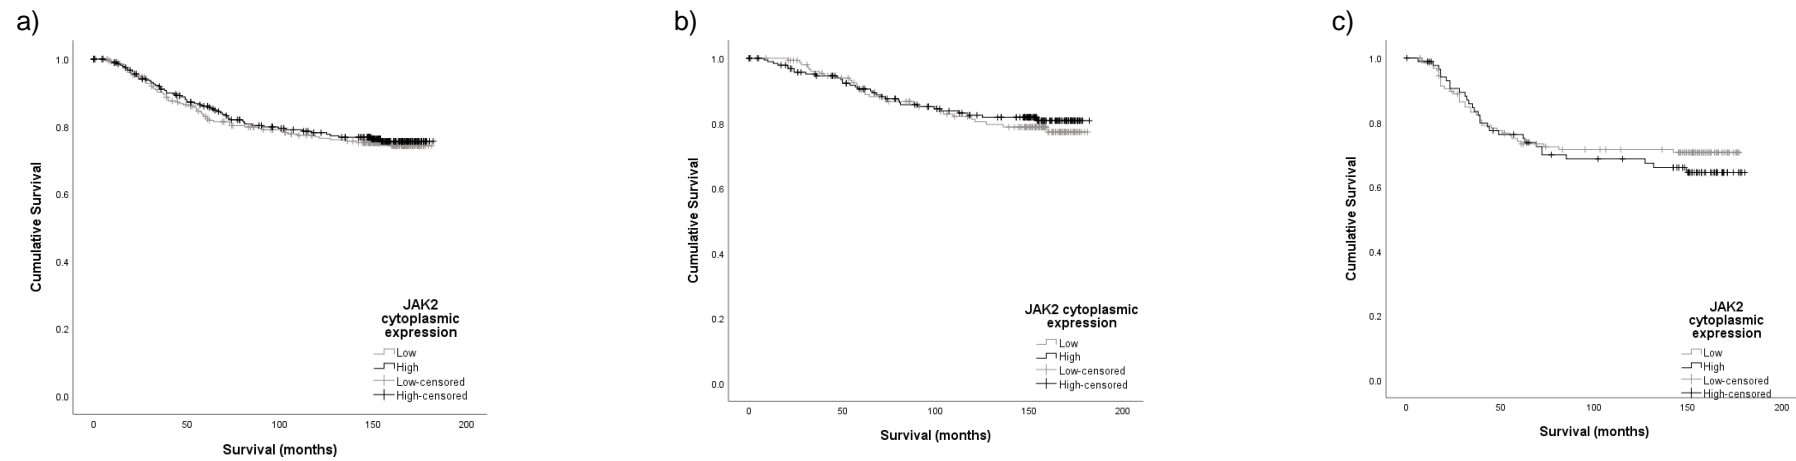 a)
1.0
0.8
0.6
0.4
0.2
0.0
Cumulative Survival
0 50 100 150 200
Survival (months)
JAK2
cytoplasmic
expression
Low
High
Low-censored
High-censored
b)
1.0
0.8
0.6
0.4
0.2
0.0
Cumulative Survival
0 50 100 150 200
Survival (months)
JAK2 cytoplasmic
expression
Low
High
Low-censored
High-censored
c)
1.0
0.8
0.6
0.4
0.2
0.0
Cumulative Survival
0 50 100 150 200
Survival (months)
JAK2
cytoplasmic
expression
Low
High
Low-censored
High-censored